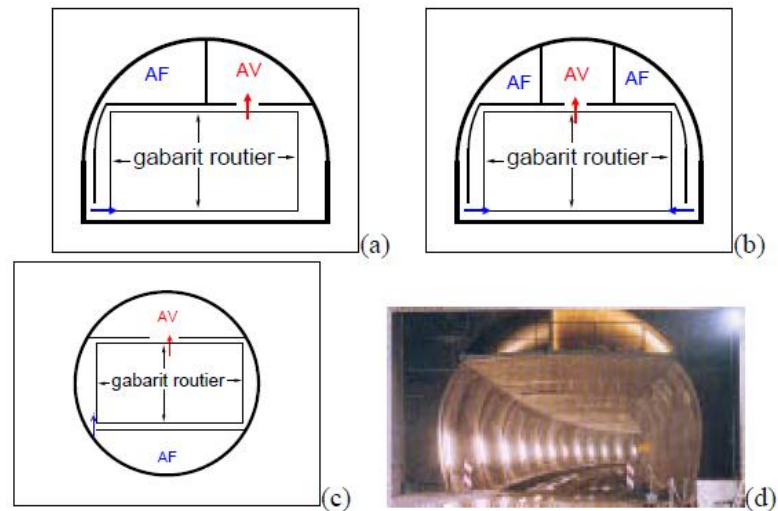 AF AV
gabarit routier
(a)
AF AV AF
gabarit routier
(b)
AV
gabarit routier
AF
(c)
(d)